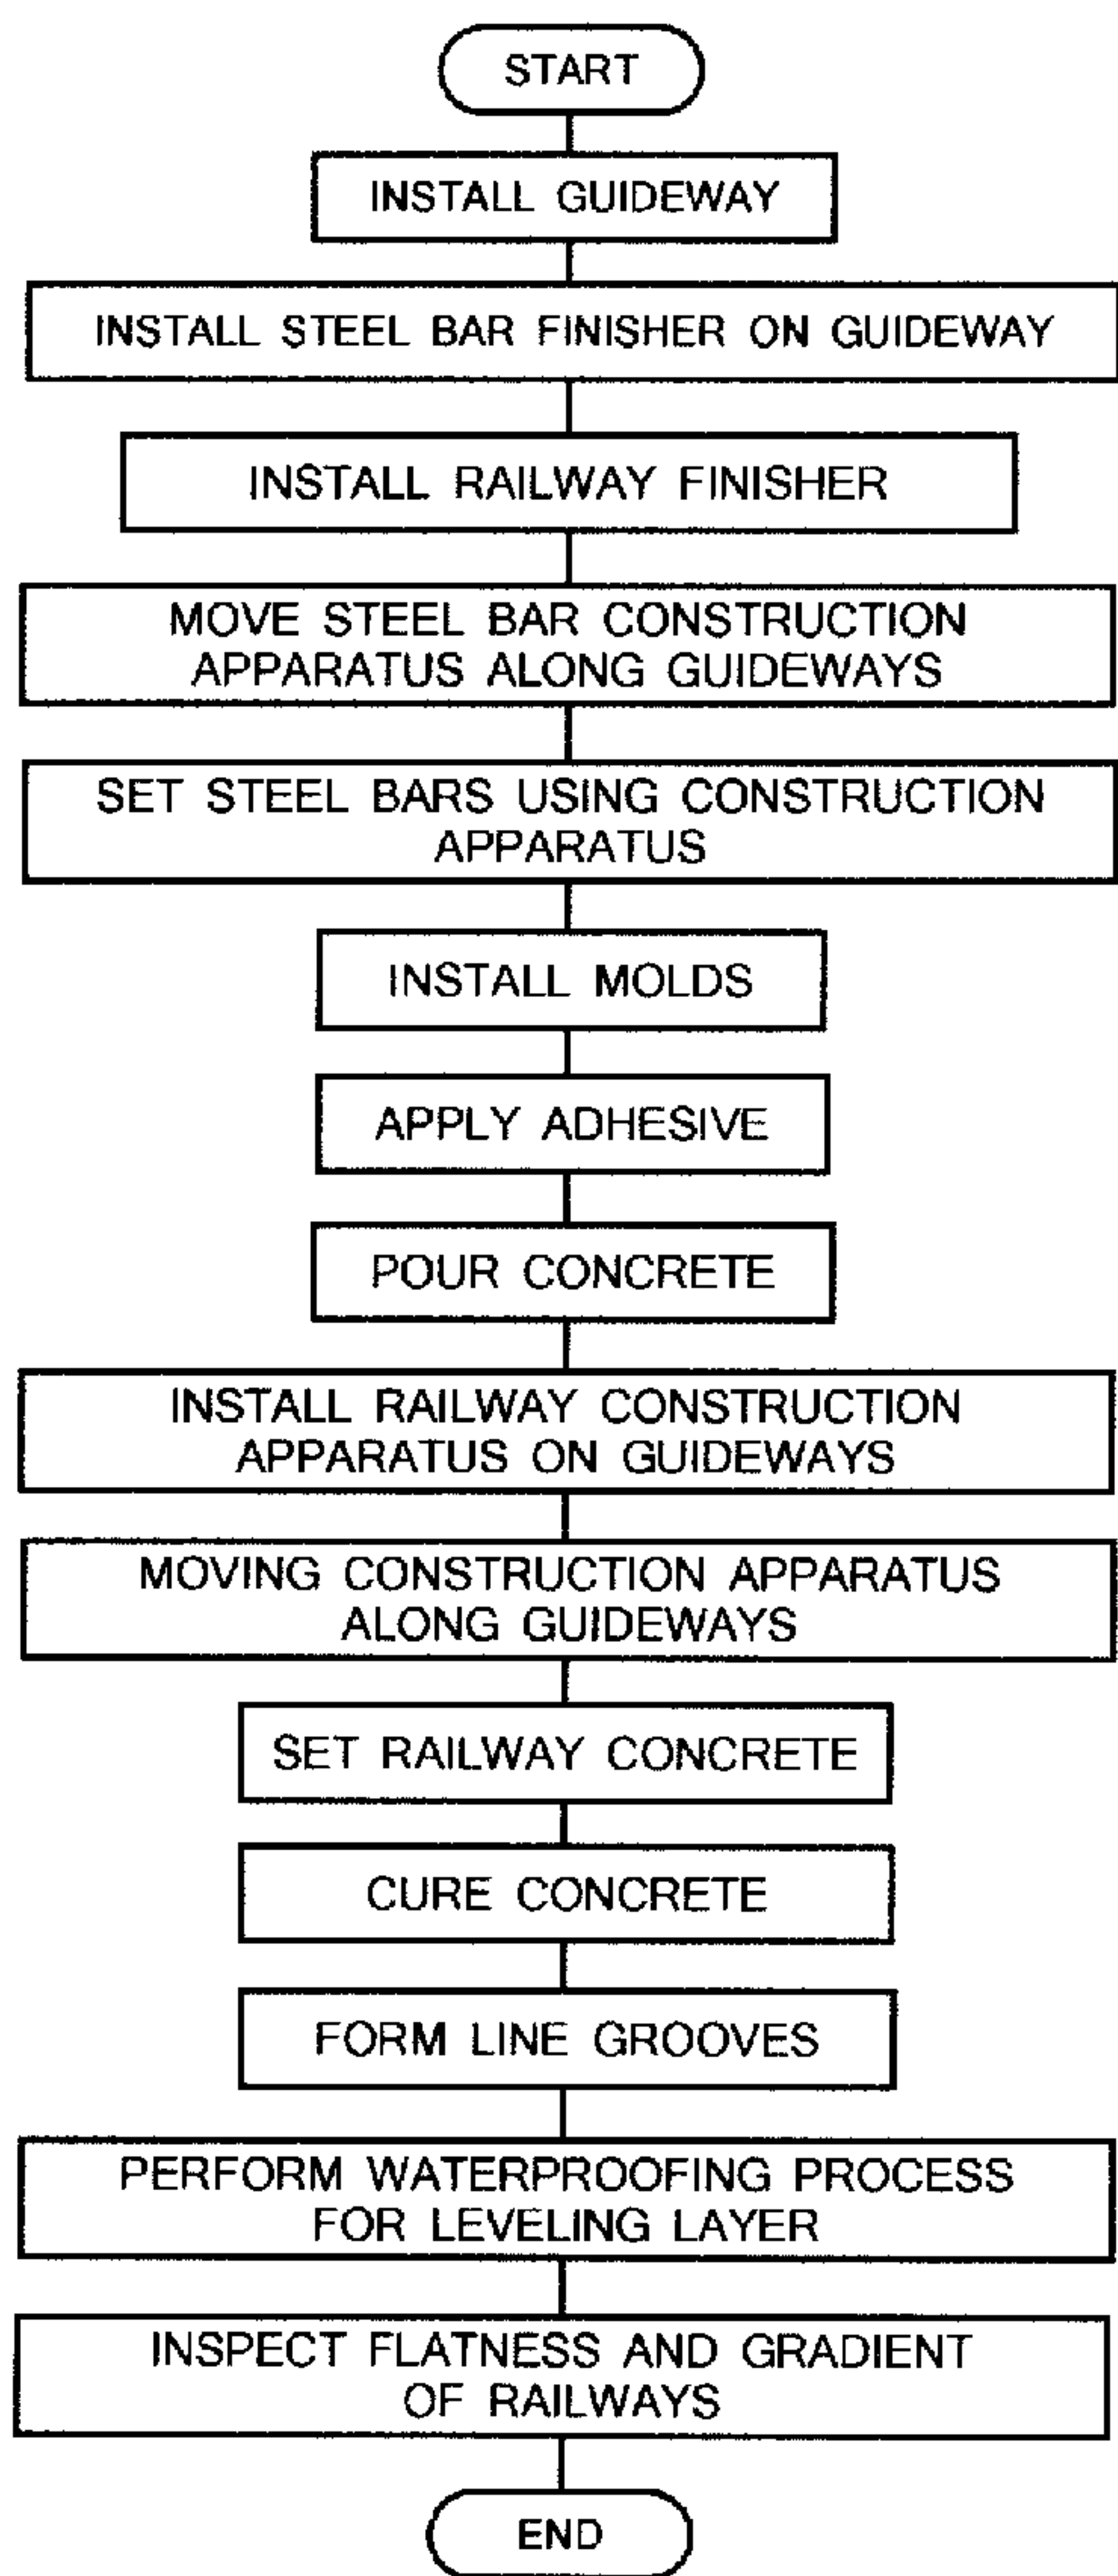 START
INSTALL GUIDEWAY
INSTALL STEEL BAR FINISHER ON GUIDEWAY
INSTALL RAILWAY FINISHER
MOVE STEEL BAR CONSTRUCTION
APPARATUS ALONG GUIDEWAYS
SET STEEL BARS USING CONSTRUCTION
APPARATUS
INSTALL MOLDS
APPLY ADHESIVE
POUR CONCRETE
INSTALL RAILWAY CONSTRUCTION
APPARATUS ON GUIDEWAYS
MOVING CONSTRUCTION APPARATUS
ALONG GUIDEWAYS
SET RAILWAY CONCRETE
CURE CONCRETE
FORM LINE GROOVES
PERFORM WATERPROOFING PROCESS
FOR LEVELING LAYER
INSPECT FLATNESS AND GRADIENT
OF RAILWAYS
END